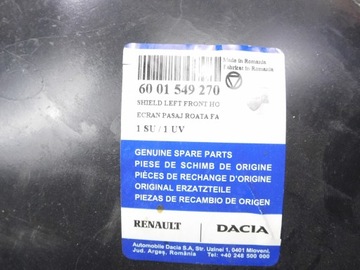 Made in Romania
Fabriqué en Roumanie
60 01 549 270
SHIELD LEFT FRONT HG
ECRAN PASAJ ROATA FA
1 SU / 1 UV
GENUINE SPARE PARTS
PIESE DE SCHIMB DE ORIGINE
PIÈCES DE RECHANGE D'ORIGINE
ORIGINAL ERZATZTEILE
PIEZAS DE RECAMBIO DE ORIGEN
RENAULT DACIA
Automobile Dacia S.A, Str. Uzinei 1, 0401 Mioveni,
Jud. Argeș, România Tel: +40 248 500 000